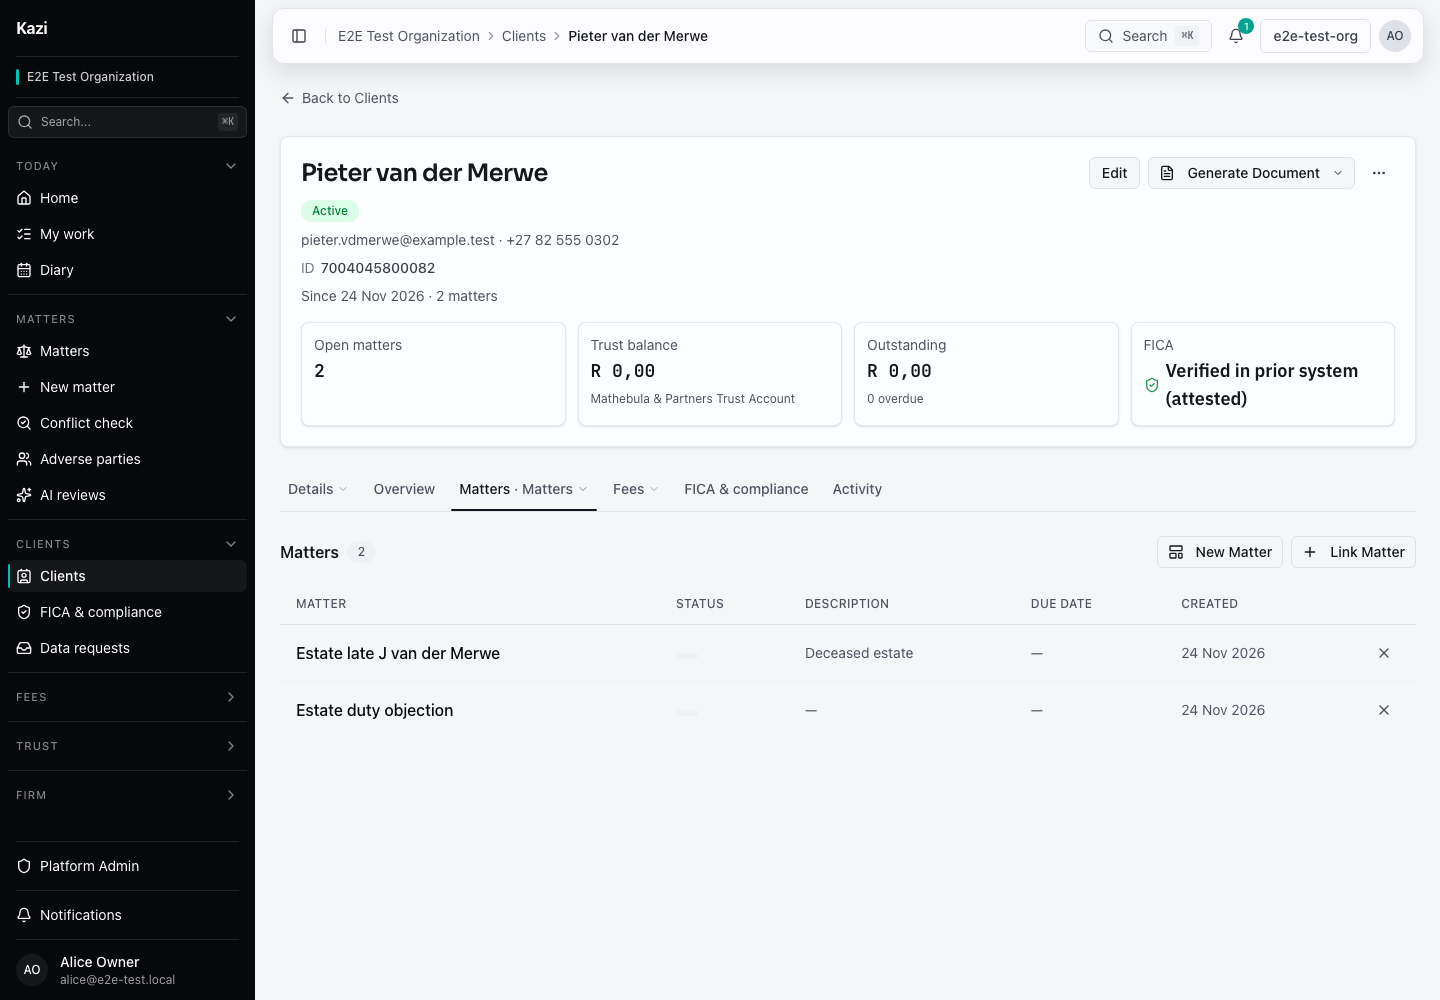 Kazi
E2E Test Organization
Search...
⌘K
TODAY
Home
My work
Diary
MATTERS
Matters
New matter
Conflict check
Adverse parties
AI reviews
CLIENTS
Clients
FICA & compliance
Data requests
FEES
TRUST
FIRM
Platform Admin
Notifications
AO
Alice Owner
alice@e2e-test.local
E2E Test Organization > Clients > Pieter van der Merwe
Search ⌘K
1
e2e-test-org
AO
Back to Clients
Pieter van der Merwe
Edit
Generate Document
Active
pieter.vdmerwe@example.test · +27 82 555 0302
ID 7004045800082
Since 24 Nov 2026 · 2 matters
Open matters
2
Trust balance
R 0,00
Mathebula & Partners Trust Account
Outstanding
R 0,00
0 overdue
FICA
Verified in prior system
(attested)
Details Overview Matters · Matters Fees FICA & compliance Activity
Matters 2
New Matter
Link Matter
MATTER STATUS DESCRIPTION DUE DATE CREATED
Estate late J van der Merwe Deceased estate — 24 Nov 2026
Estate duty objection — — 24 Nov 2026